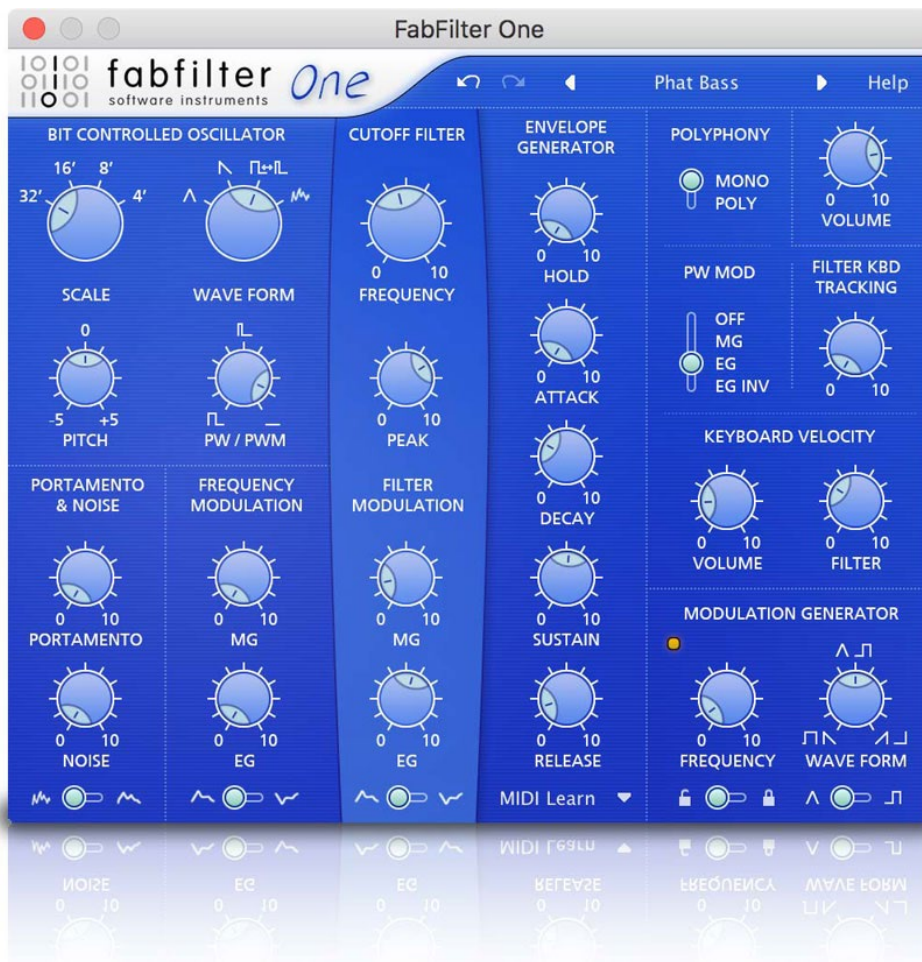 FabFilter One
fabfilter One
software instruments
Phat Bass
Help
BIT CONTROLLED OSCILLATOR
32' 16' 8' 4'
SCALE
WAVE FORM
0
-5 +5
PITCH
PW / PWM
PORTAMENTO
& NOISE
0 10
PORTAMENTO
0 10
NOISE
FREQUENCY
MODULATION
0 10
MG
0 10
EG
CUTOFF FILTER
0 10
FREQUENCY
0 10
PEAK
FILTER
MODULATION
0 10
MG
0 10
EG
ENVELOPE
GENERATOR
0 10
HOLD
0 10
ATTACK
0 10
DECAY
0 10
SUSTAIN
0 10
RELEASE
MIDI Learn
POLYPHONY
MONO
POLY
0 10
VOLUME
PW MOD
OFF
MG
EG
EG INV
FILTER KBD
TRACKING
0 10
KEYBOARD VELOCITY
0 10
VOLUME
0 10
FILTER
MODULATION GENERATOR
0 10
FREQUENCY
WAVE FORM